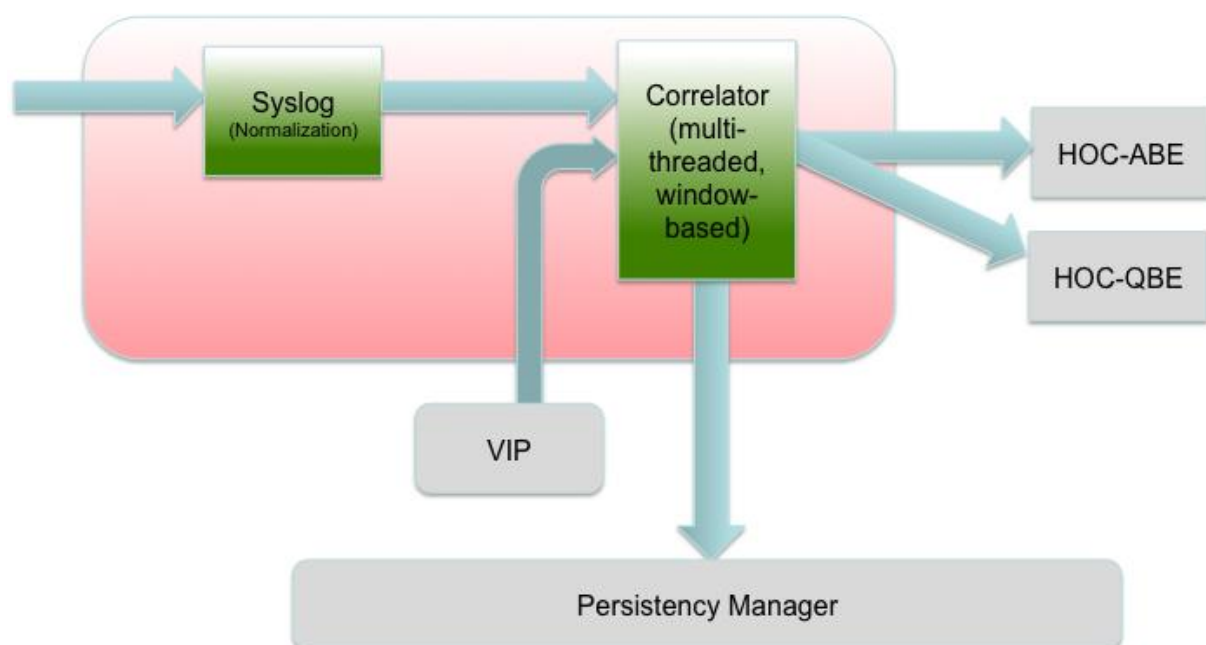 Syslog
(Normalization)
Correlator
(multi-
threaded,
window-
based)
HOC-ABE
HOC-QBE
VIP
Persistency Manager